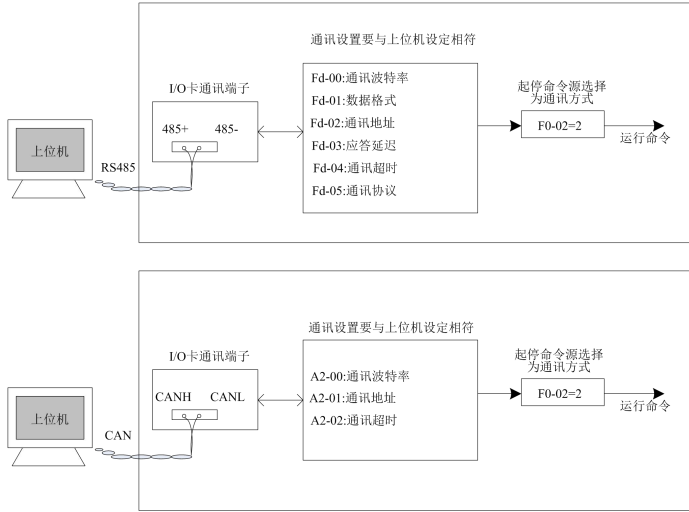 通讯设置要与上位机设定相符
I/O卡通讯端子
485+ 485-
上位机
RS485
Fd-00:通讯波特率
Fd-01:数据格式
Fd-02:通讯地址
Fd-03:应答延迟
Fd-04:通讯超时
Fd-05:通讯协议
起停命令源选择
为通讯方式
F0-02=2
运行命令
通讯设置要与上位机设定相符
I/O卡通讯端子
CANH CANL
上位机
CAN
A2-00:通讯波特率
A2-01:通讯地址
A2-02:通讯超时
起停命令源选择
为通讯方式
F0-02=2
运行命令